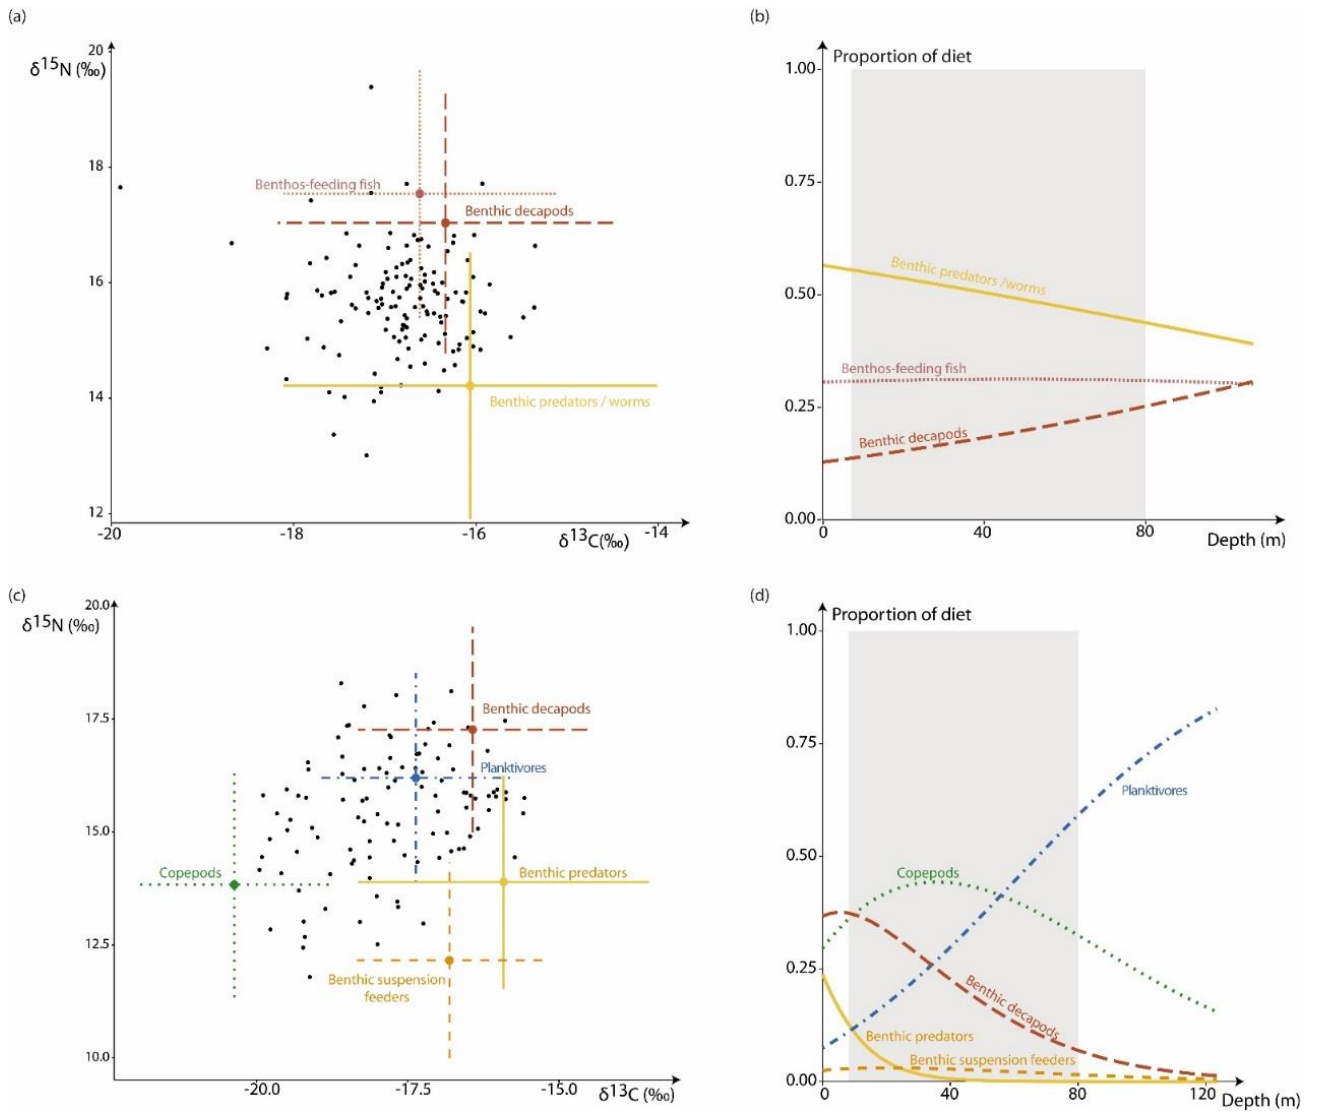 (a)
20
δ15N (‰)
18
Benthos-feeding fish
Benthic decapods
16
14
Benthic predators / worms
12
-20
-18
-16
-14
δ13C(‰)
(b)
Proportion of diet
1.00
0.75
Benthic predators /worms
0.50
Benthos-feeding fish
0.25
Benthic decapods
0.00
0
40
80
Depth (m)
(c)
20.0
δ15N (‰)
17.5
Benthic decapods
Planktivores
15.0
Copepods
Benthic predators
12.5
Benthic suspension
feeders
10.0
-20.0
-17.5
-15.0
δ13C (‰)
(d)
Proportion of diet
1.00
0.75
Planktivores
0.50
Copepods
0.25
Benthic decapods
Benthic predators
Benthic suspension feeders
0.00
0
40
80
120
Depth (m)